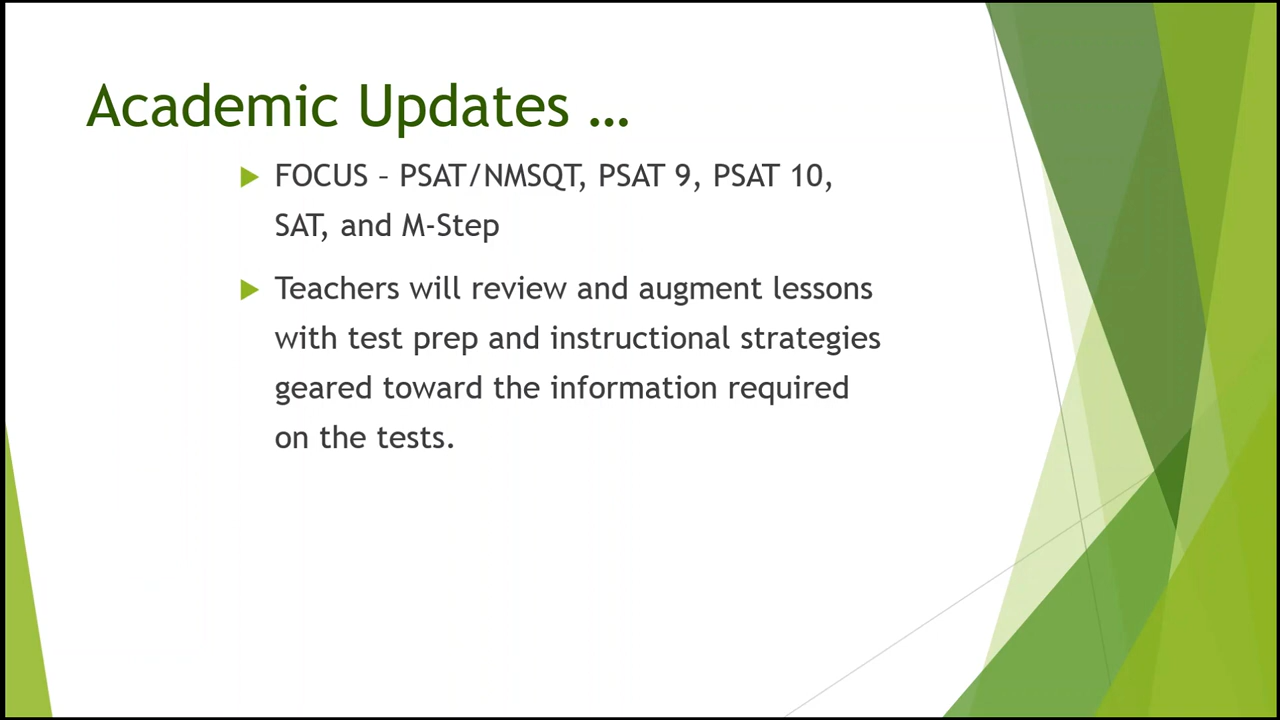 Academic Updates …
FOCUS – PSAT/NMSQT, PSAT 9, PSAT 10,
SAT, and M-Step
Teachers will review and augment lessons
with test prep and instructional strategies
geared toward the information required
on the tests.